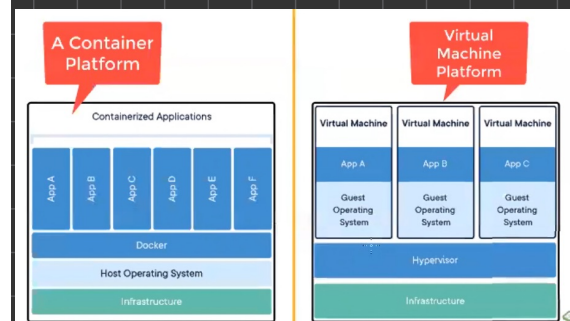 A Container
Platform
Containerized Applications
App A
App B
App C
App D
App E
App F
Docker
Host Operating System
Infrastructure
Virtual
Machine
Platform
Virtual Machine
App A
Guest
Operating
System
Virtual Machine
App B
Guest
Operating
System
Virtual Machine
App C
Guest
Operating
System
Hypervisor
Infrastructure